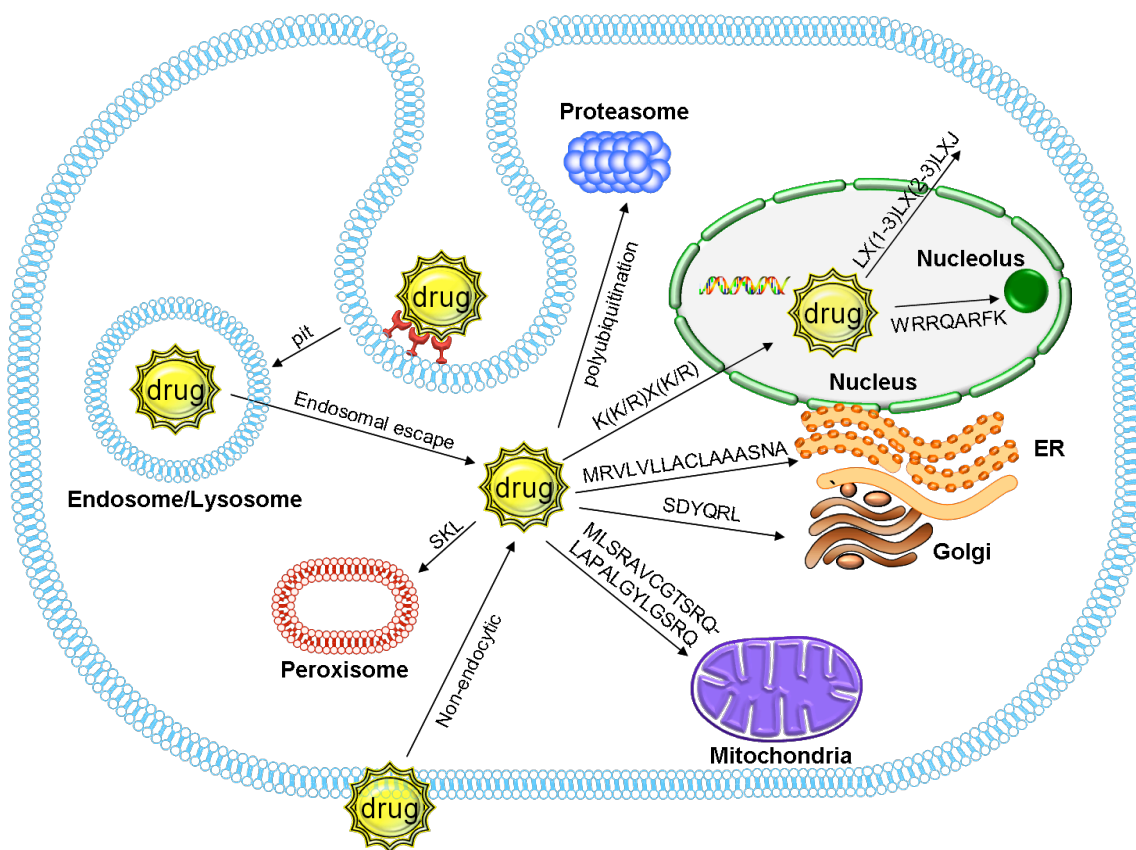 Proteasome
LX(1-3)LX(2-3)LXJ
Nucleolus
drug
drug
WRRQARFK
polyubiquitination
pit
drug
Nucleus
K(K/R)X(K/R)
Endosomal escape
MRVLVLLACLAAASNA
ER
drug
Endosome/Lysosome
SDYQRL
SKL
MLSRAVCGTSRQ-
LAPALGYLGSRQ
Golgi
Peroxisome
Non-endocytic
Mitochondria
drug